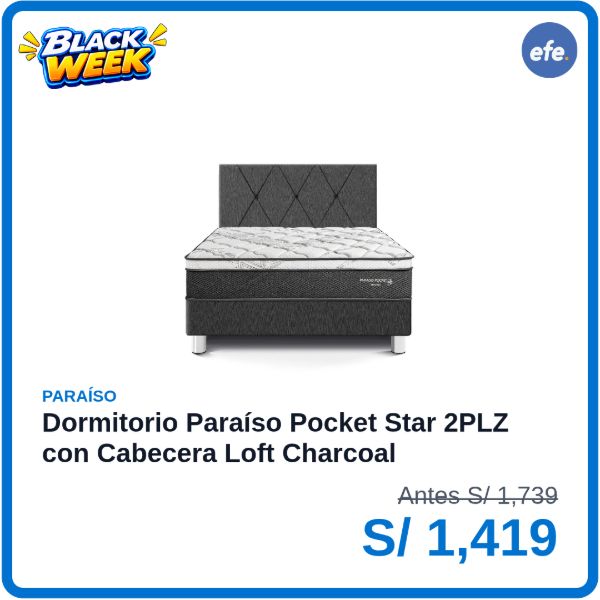 BLACK
WEEK
efe.
PARAÍSO
Dormitorio Paraíso Pocket Star 2PLZ
con Cabecera Loft Charcoal
Antes S/ 1,739
S/ 1,419